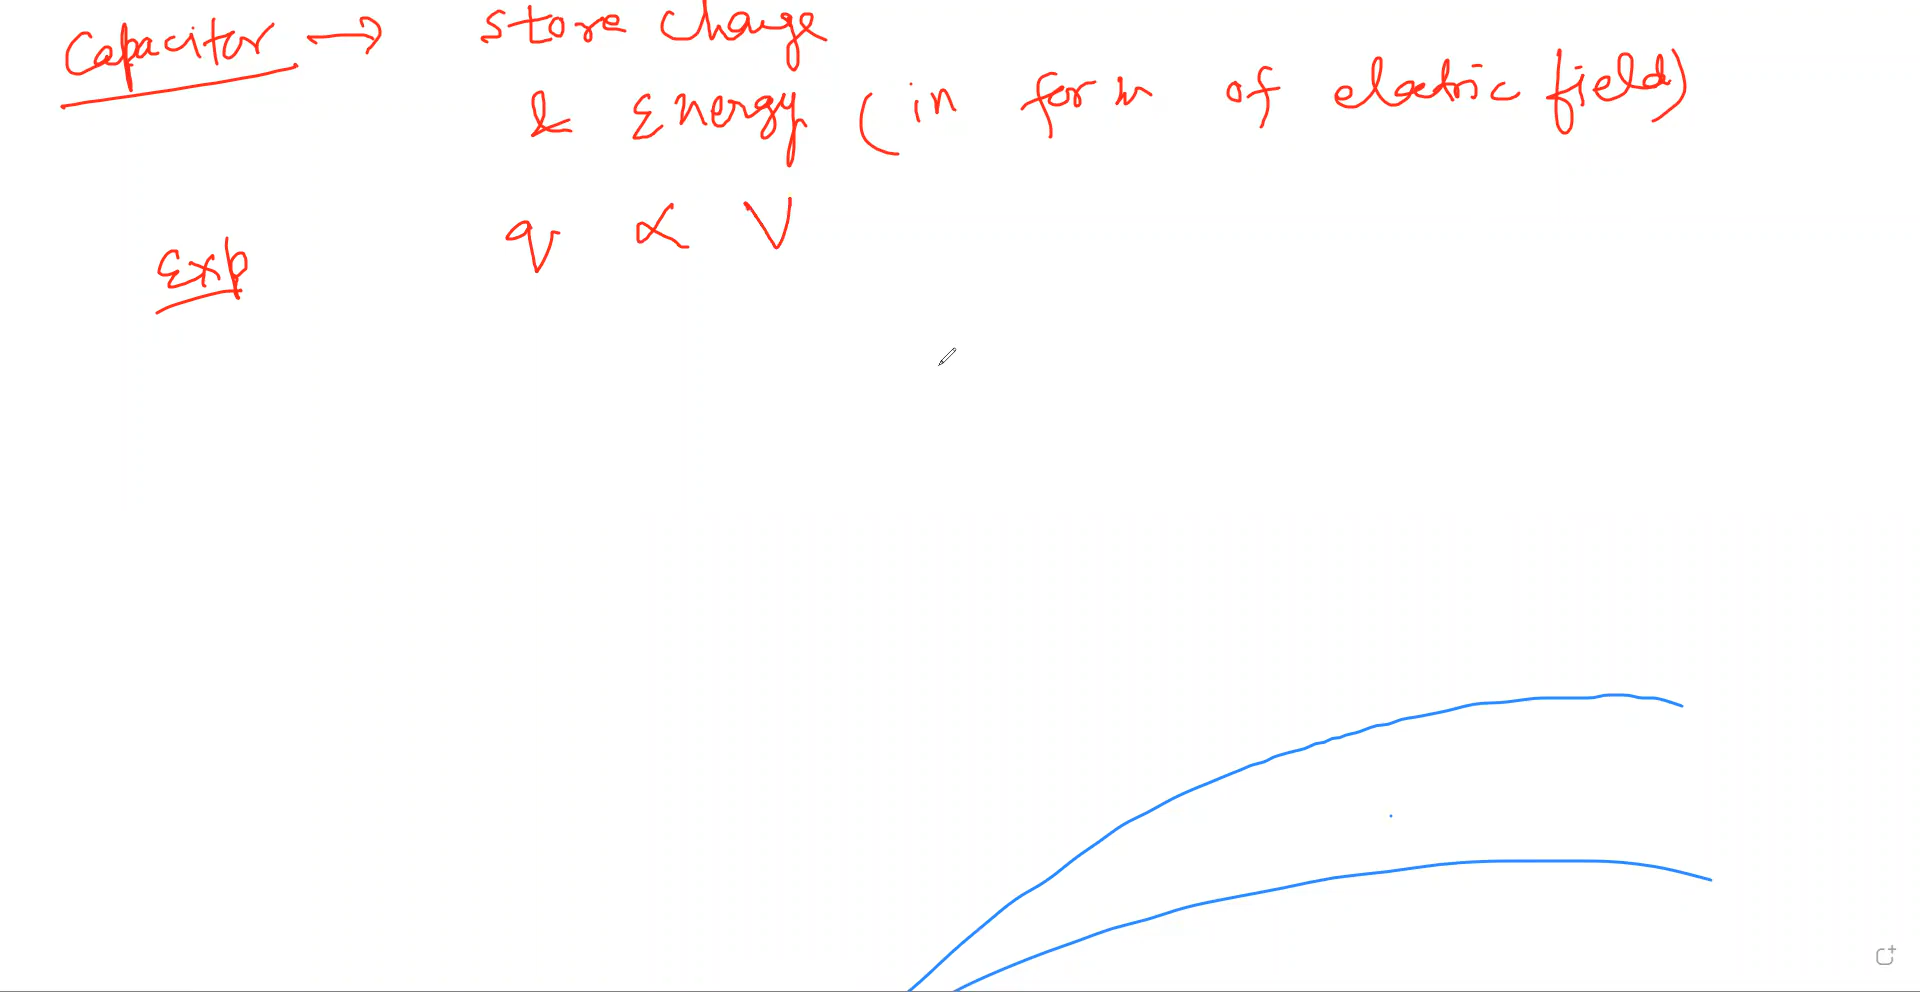 Capacitor → store charge
& Energy (in form of electric field)
q ∝ V
Exp